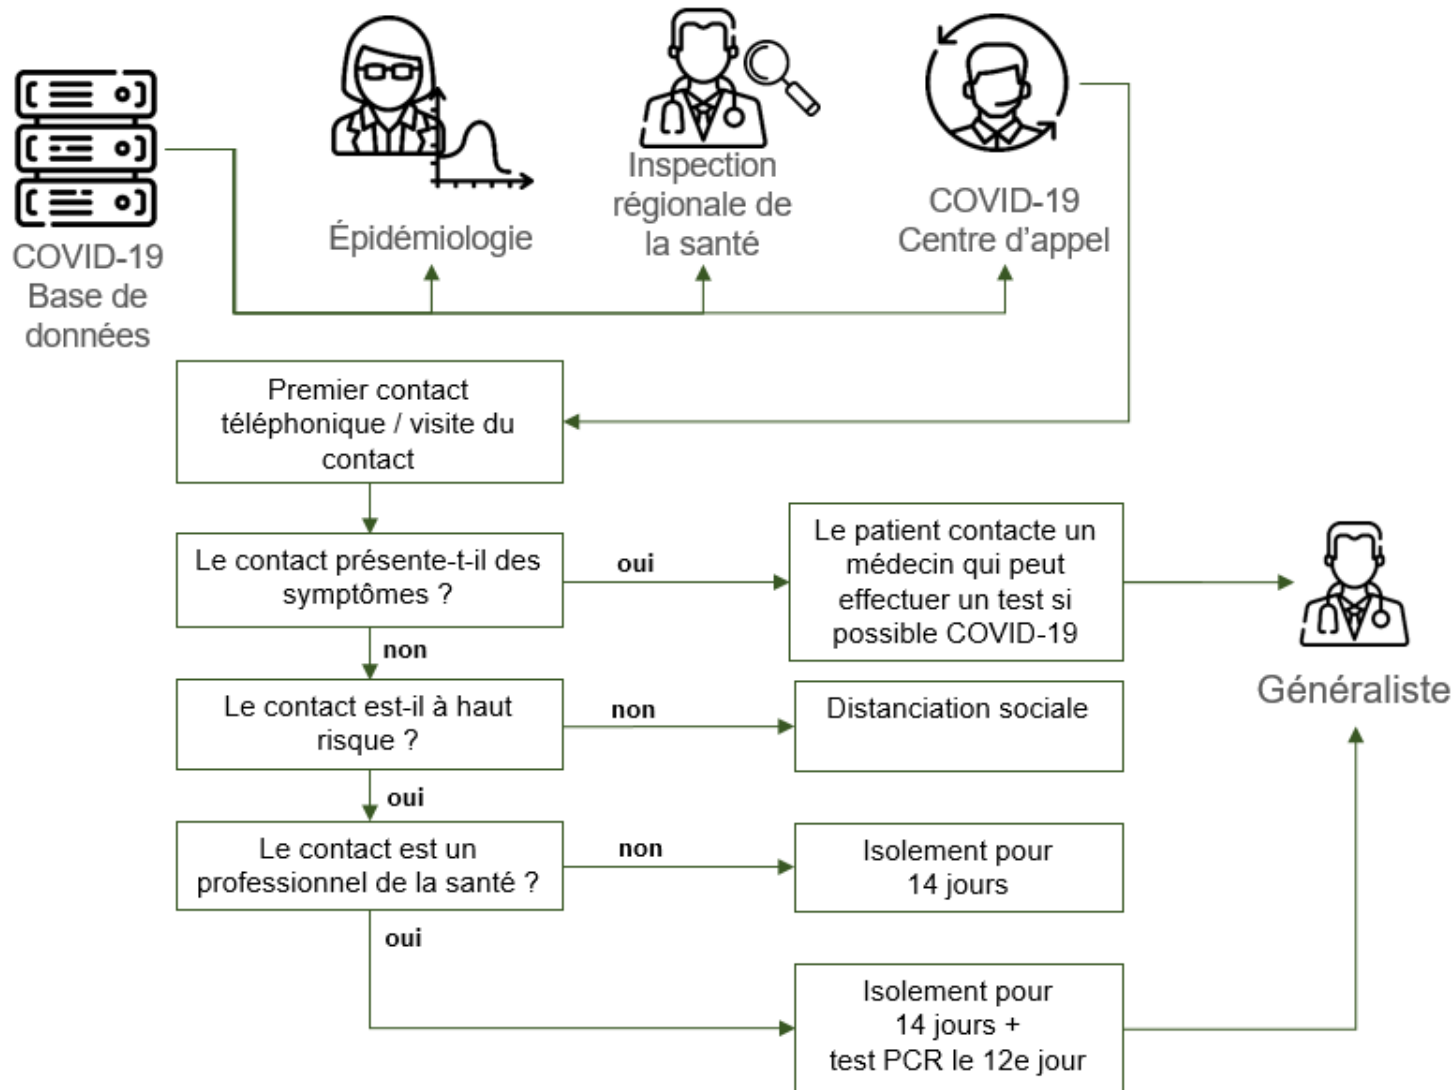 COVID-19
Base de
données
Épidémiologie
Inspection
régionale de
la santé
COVID-19
Centre d'appel
Premier contact
téléphonique / visite du
contact
Le contact présente-t-il des
symptômes ?
oui
Le patient contacte un
médecin qui peut
effectuer un test si
possible COVID-19
Généraliste
non
Le contact est-il à haut
risque ?
non
Distanciation sociale
oui
Le contact est un
professionnel de la santé ?
non
Isolement pour
14 jours
oui
Isolement pour
14 jours +
test PCR le 12e jour